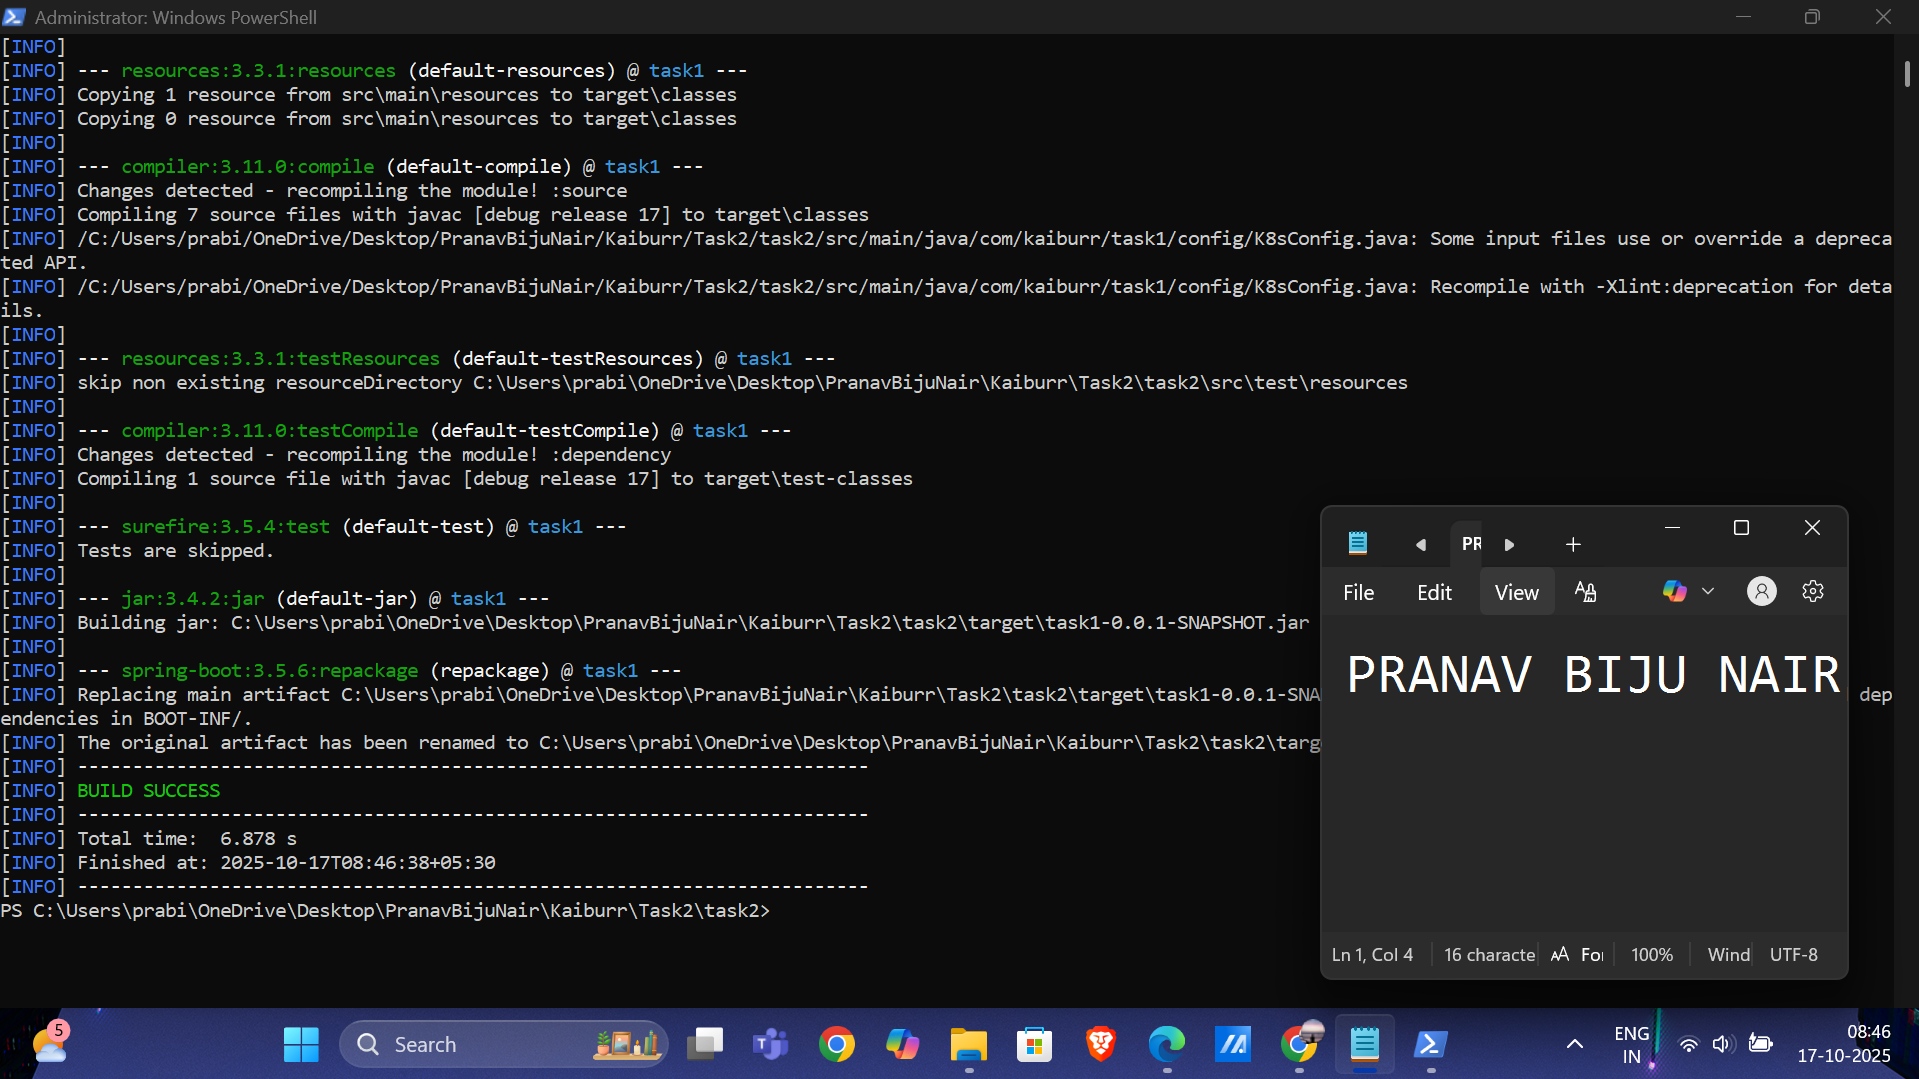 Administrator: Windows PowerShell
[INFO]
[INFO] --- resources:3.3.1:resources (default-resources) @ task1 ---
[INFO] Copying 1 resource from src\main\resources to target\classes
[INFO] Copying 0 resource from src\main\resources to target\classes
[INFO]
[INFO] --- compiler:3.11.0:compile (default-compile) @ task1 ---
[INFO] Changes detected - recompiling the module! :source
[INFO] Compiling 7 source files with javac [debug release 17] to target\classes
[INFO] /C:/Users/prabi/OneDrive/Desktop/PranavBijuNair/Kaiburr/Task2/task2/src/main/java/com/kaiburr/task1/config/K8sConfig.java: Some input files use or override a depreca
ted API.
[INFO] /C:/Users/prabi/OneDrive/Desktop/PranavBijuNair/Kaiburr/Task2/task2/src/main/java/com/kaiburr/task1/config/K8sConfig.java: Recompile with -Xlint:deprecation for deta
ils.
[INFO]
[INFO] --- resources:3.3.1:testResources (default-testResources) @ task1 ---
[INFO] skip non existing resourceDirectory C:\Users\prabi\OneDrive\Desktop\PranavBijuNair\Kaiburr\Task2\task2\src\test\resources
[INFO]
[INFO] --- compiler:3.11.0:testCompile (default-testCompile) @ task1 ---
[INFO] Changes detected - recompiling the module! :dependency
[INFO] Compiling 1 source file with javac [debug release 17] to target\test-classes
[INFO]
[INFO] --- surefire:3.5.4:test (default-test) @ task1 ---
[INFO] Tests are skipped.
[INFO]
[INFO] --- jar:3.4.2:jar (default-jar) @ task1 ---
[INFO] Building jar: C:\Users\prabi\OneDrive\Desktop\PranavBijuNair\Kaiburr\Task2\task2\target\task1-0.0.1-SNAPSHOT.jar
[INFO]
[INFO] --- spring-boot:3.5.6:repackage (repackage) @ task1 ---
[INFO] Replacing main artifact C:\Users\prabi\OneDrive\Desktop\PranavBijuNair\Kaiburr\Task2\task2\target\task1-0.0.1-SNA dep
endencies in BOOT-INF/.
[INFO] The original artifact has been renamed to C:\Users\prabi\OneDrive\Desktop\PranavBijuNair\Kaiburr\Task2\task2\targ
[INFO] ------------------------------------------------------------------------
[INFO] BUILD SUCCESS
[INFO] ------------------------------------------------------------------------
[INFO] Total time:  6.878 s
[INFO] Finished at: 2025-10-17T08:46:38+05:30
[INFO] ------------------------------------------------------------------------
PS C:\Users\prabi\OneDrive\Desktop\PranavBijuNair\Kaiburr\Task2\task2>
PR
File Edit View
PRANAV BIJU NAIR
Ln 1, Col 4 16 characte For 100% Wind UTF-8
5
Search
ENG
IN
08:46
17-10-2025